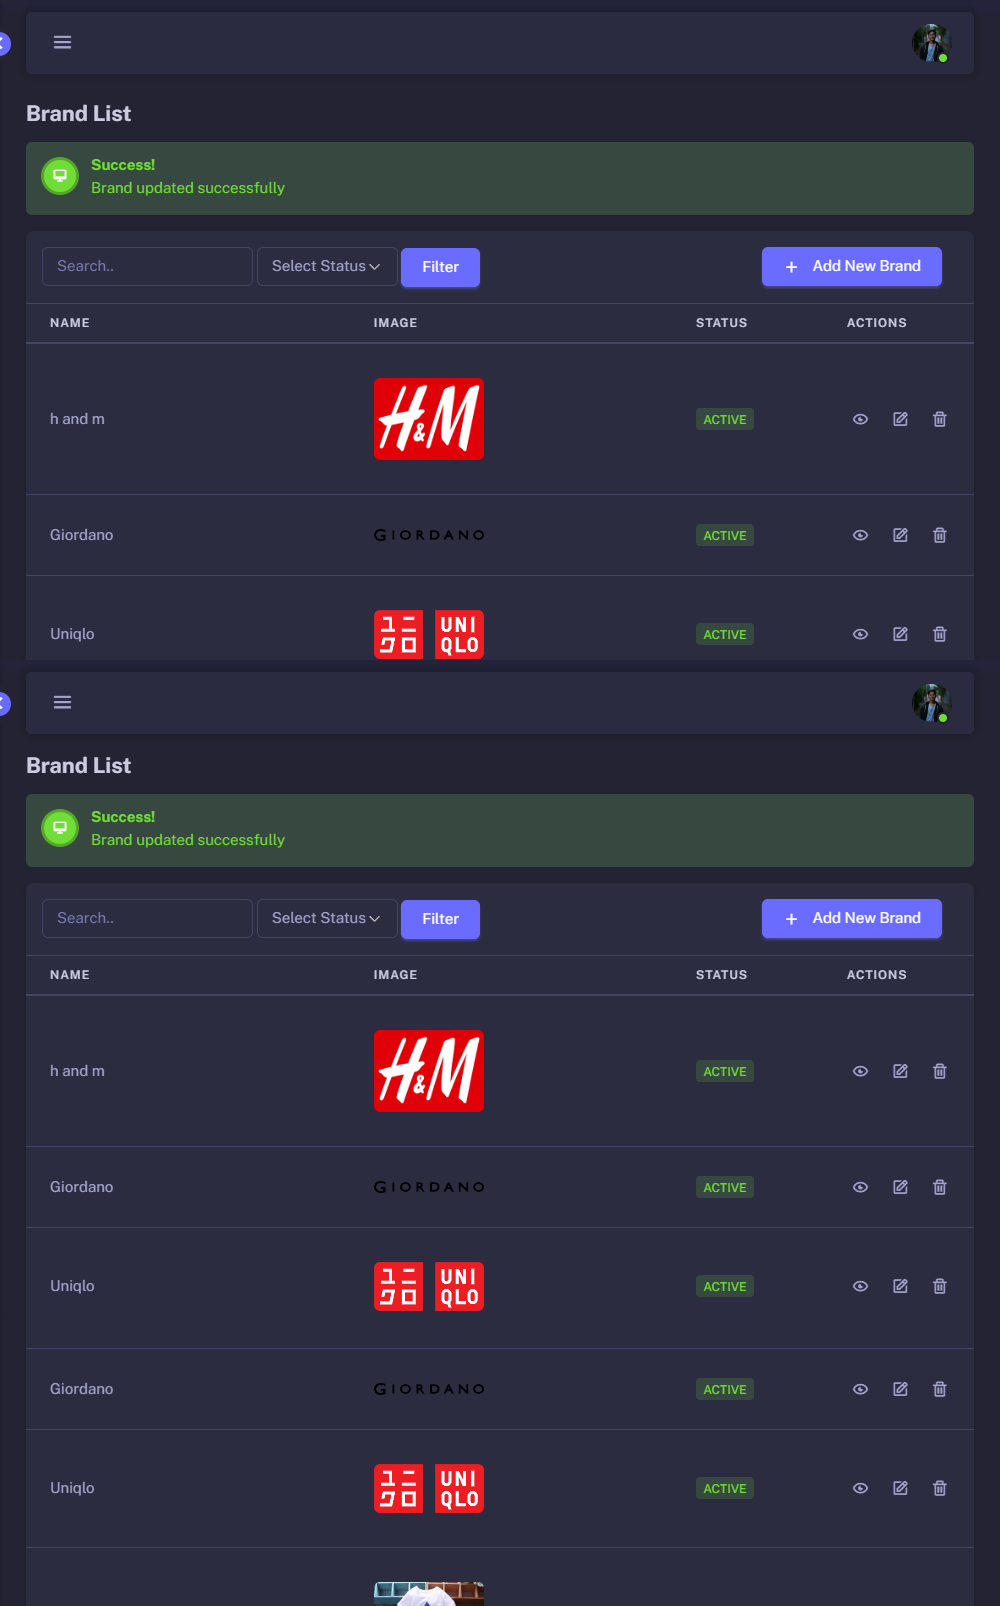 Brand List
Success!
Brand updated successfully
Search..
Select Status
Filter
+ Add New Brand
NAME IMAGE STATUS ACTIONS
h and m H&M ACTIVE
Giordano GIORDANO ACTIVE
Uniqlo ユニ UNI ACTIVE
クロ QLO
Brand List
Success!
Brand updated successfully
Search..
Select Status
Filter
+ Add New Brand
NAME IMAGE STATUS ACTIONS
h and m H&M ACTIVE
Giordano GIORDANO ACTIVE
Uniqlo ユニ UNI ACTIVE
クロ QLO
Giordano GIORDANO ACTIVE
Uniqlo ユニ UNI ACTIVE
クロ QLO